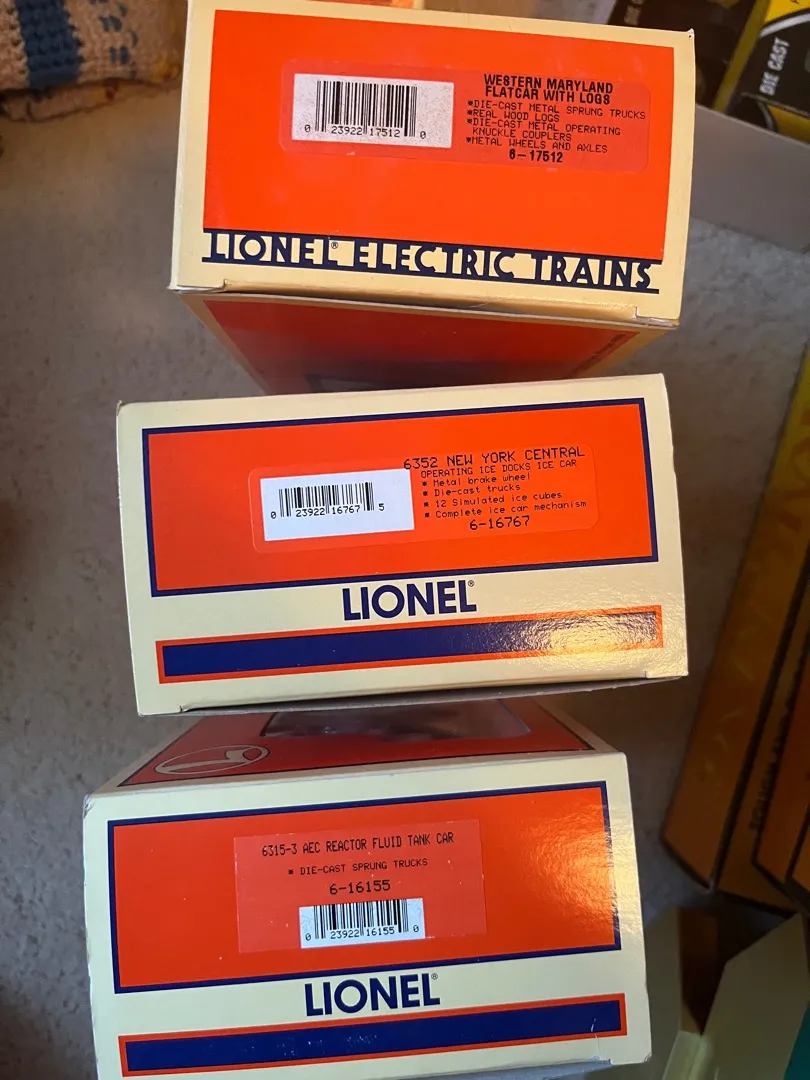 WESTERN MARYLAND
FLATCAR WITH LOGS
*DIE-CAST METAL SPRUNG TRUCKS
*REAL WOOD LOGS
*DIE-CAST METAL OPERATING
KNUCKLE COUPLERS
*METAL WHEELS AND AXLES
6-17512
0 23922 17512 0
LIONEL® ELECTRIC TRAINS
DIE CAST
6352 NEW YORK CENTRAL
OPERATING ICE DOCKS ICE CAR
■ Metal brake wheel
■ Die-cast trucks
■ 12 Simulated ice cubes
■ Complete ice car mechanism
6-16767
0 23922 16767 5
LIONEL®
L
6315-3 AEC REACTOR FLUID TANK CAR
■ DIE-CAST SPRUNG TRUCKS
6-16155
0 23922 16155 0
LIONEL®